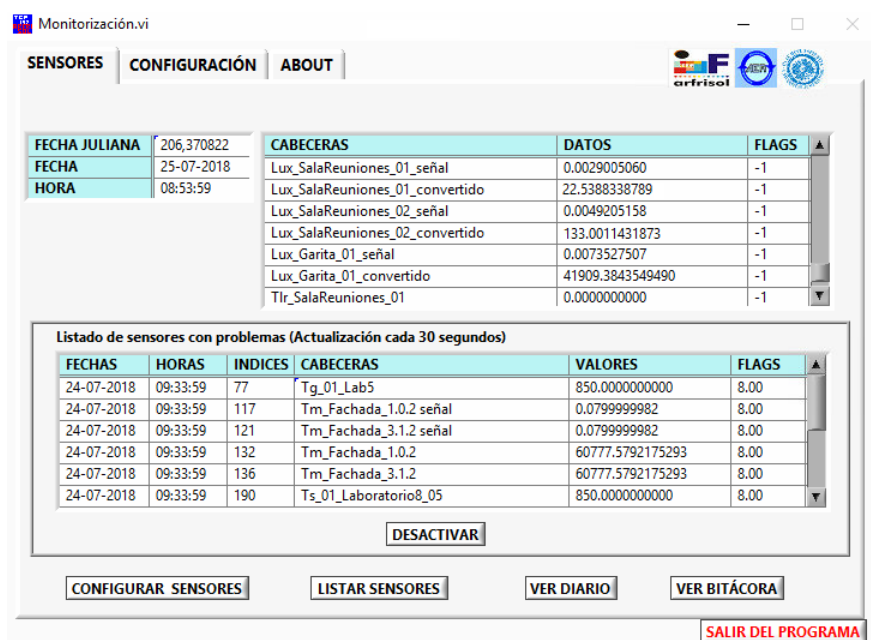 Monitorización.vi
SENSORES CONFIGURACIÓN ABOUT
arfrisol
FECHA JULIANA 206,370822
FECHA 25-07-2018
HORA 08:53:59
CABECERAS DATOS FLAGS
Lux_SalaReuniones_01_señal 0.0029005060 -1
Lux_SalaReuniones_01_convertido 22.5388338789 -1
Lux_SalaReuniones_02_señal 0.0049205158 -1
Lux_SalaReuniones_02_convertido 133.0011431873 -1
Lux_Garita_01_señal 0.0073527507 -1
Lux_Garita_01_convertido 41909.3843549490 -1
TIr_SalaReuniones_01 0.0000000000 -1
Listado de sensores con problemas (Actualización cada 30 segundos)
FECHAS HORAS INDICES CABECERAS VALORES FLAGS
24-07-2018 09:33:59 77 Tg_01_Lab5 850.0000000000 8.00
24-07-2018 09:33:59 117 Tm_Fachada_1.0.2 señal 0.0799999982 8.00
24-07-2018 09:33:59 121 Tm_Fachada_3.1.2 señal 0.0799999982 8.00
24-07-2018 09:33:59 132 Tm_Fachada_1.0.2 60777.5792175293 8.00
24-07-2018 09:33:59 136 Tm_Fachada_3.1.2 60777.5792175293 8.00
24-07-2018 09:33:59 190 Ts_01_Laboratorio8_05 850.0000000000 8.00
DESACTIVAR
CONFIGURAR SENSORES LISTAR SENSORES VER DIARIO VER BITÁCORA
SALIR DEL PROGRAMA